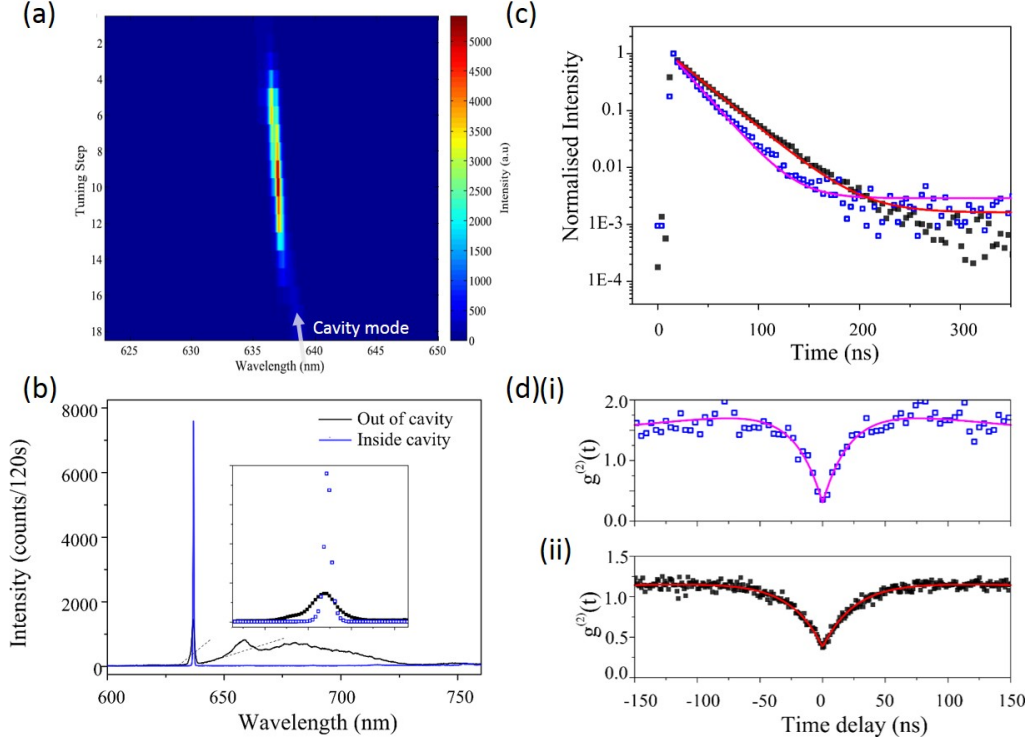 (a)
2
4
6
8
10
12
14
16
18
Tuning Step
625
630
635
640
645
650
Wavelength (nm)
Cavity mode
5000
4500
4000
3500
3000
2500
2000
1500
1000
500
0
Intensity (a.u)
(b)
8000
6000
4000
2000
0
Intensity (counts/120s)
Out of cavity
Inside cavity
600
650
700
750
Wavelength (nm)
(c)
1
0.1
0.01
1E-3
1E-4
Normalised Intensity
0
100
200
300
Time (ns)
(d)(i)
2.0
1.0
0.0
g(2)(t)
(ii)
1.5
1.0
0.5
0.0
g(2)(t)
-150
-100
-50
0
50
100
150
Time delay (ns)